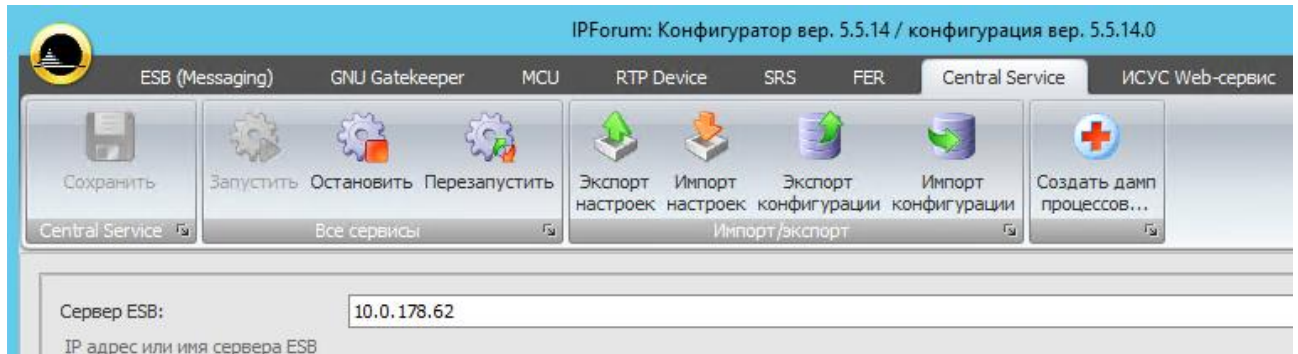 IPForum: Конфигуратор вер. 5.5.14 / конфигурация вер. 5.5.14.0
ESB (Messaging) GNU Gatekeeper MCU RTP Device SRS FER Central Service ИСУС Web-сервис
Сохранить Запустить Остановить Перезапустить Экспорт настроек Импорт настроек Экспорт конфигурации Импорт конфигурации Создать дамп процессов...
Central Service Все сервисы Импорт/экспорт
Сервер ESB: 10.0.178.62
IP адрес или имя сервера ESB